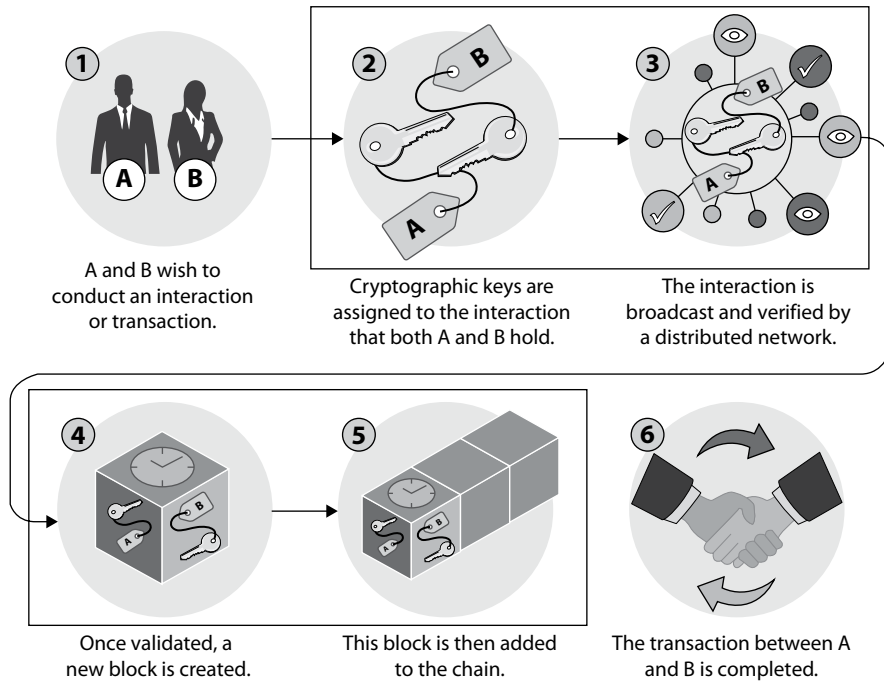 1
A
B
A and B wish to
conduct an interaction
or transaction.
2
B
A
Cryptographic keys are
assigned to the interaction
that both A and B hold.
3
B
A
The interaction is
broadcast and verified by
a distributed network.
4
B
A
Once validated, a
new block is created.
5
B
A
This block is then added
to the chain.
6
The transaction between A
and B is completed.